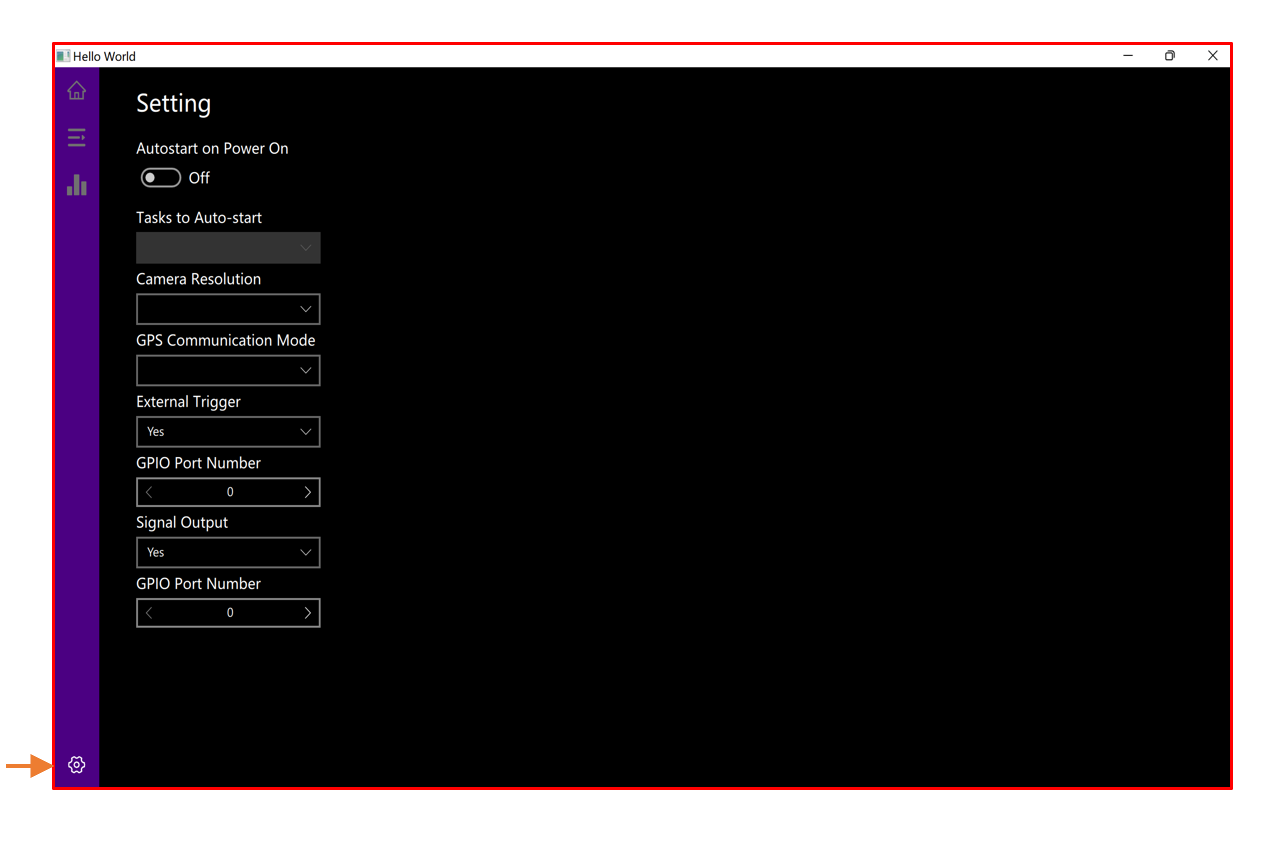 Hello World
Setting
Autostart on Power On
Off
Tasks to Auto-start
Camera Resolution
GPS Communication Mode
External Trigger
Yes
GPIO Port Number
0
Signal Output
Yes
GPIO Port Number
0